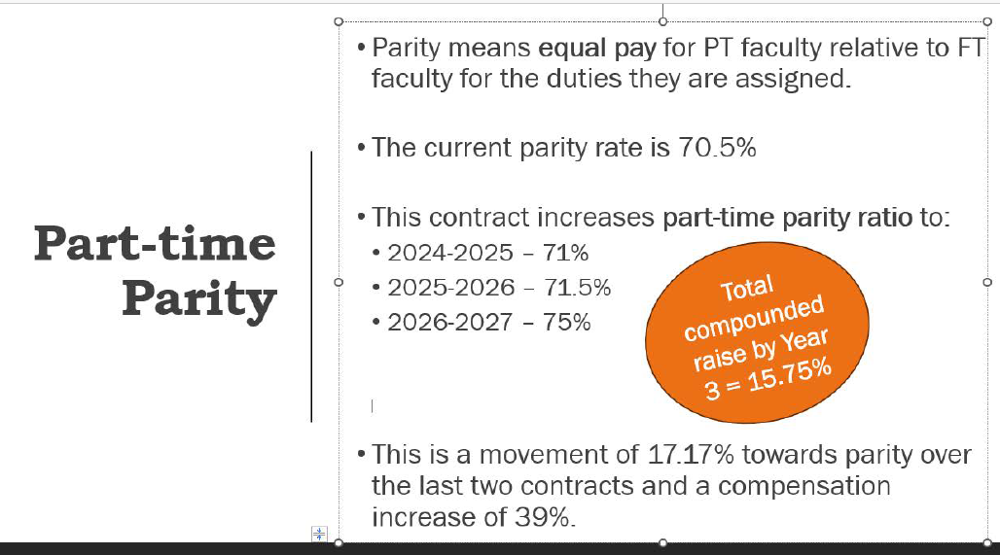 Part-time
Parity
• Parity means equal pay for PT faculty relative to FT
faculty for the duties they are assigned.
• The current parity rate is 70.5%
• This contract increases part-time parity ratio to:
• 2024-2025 – 71%
• 2025-2026 – 71.5%
• 2026-2027 – 75%
Total
compounded
raise by Year
3 = 15.75%
• This is a movement of 17.17% towards parity over
the last two contracts and a compensation
increase of 39%.